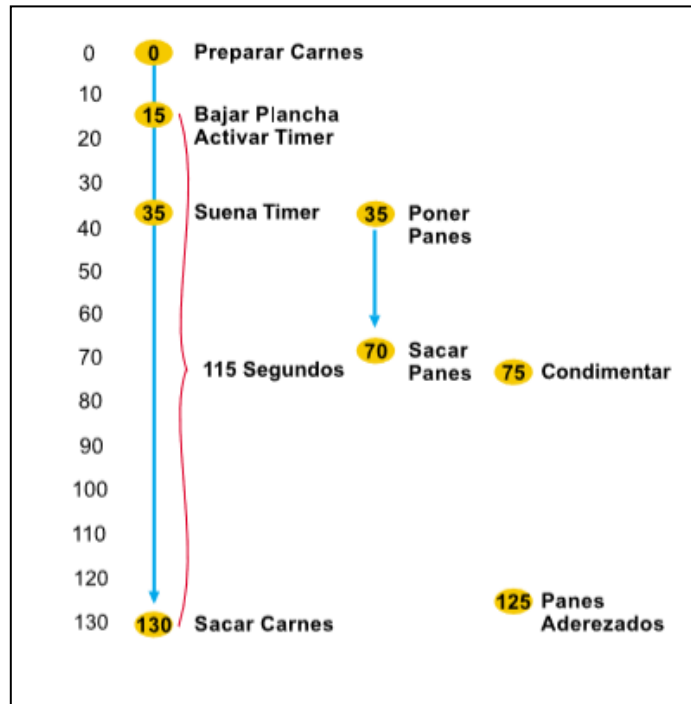 0 0 Preparar Carnes
10
15 Bajar Plancha
20 Activar Timer
30
35 Suena Timer 35 Poner
40 Panes
50
60
70 115 Segundos 70 Sacar
Panes 75 Condimentar
80
90
100
110
120
125 Panes
130 130 Sacar Carnes Aderezados